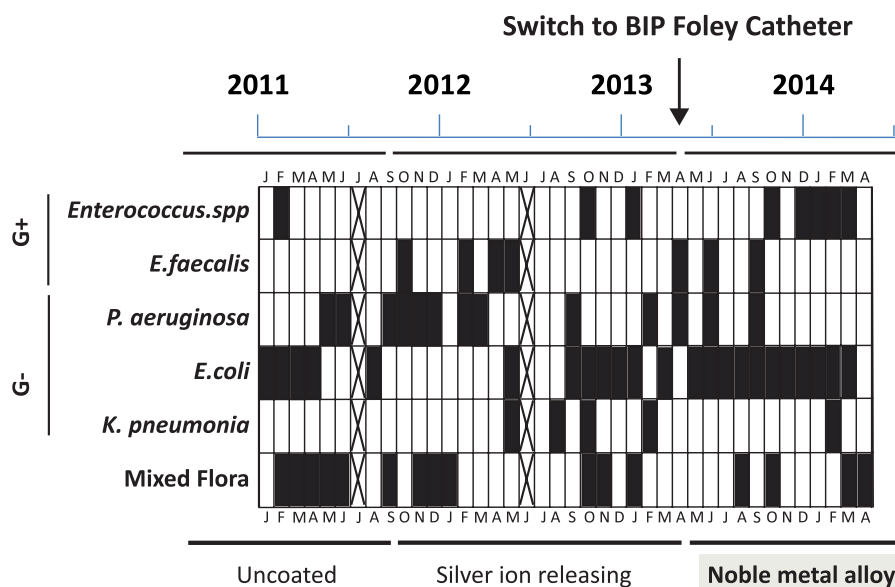 Switch to BIP Foley Catheter
2011 2012 2013 2014
J F M A M J J A S O N D J F M A M J J A S O N D J F M A M J J A S O N D J F M A
G+
Enterococcus.spp
E.faecalis
G-
P. aeruginosa
E.coli
K. pneumonia
Mixed Flora
J F M A M J J A S O N D J F M A M J J A S O N D J F M A M J J A S O N D J F M A
Uncoated Silver ion releasing Noble metal alloy